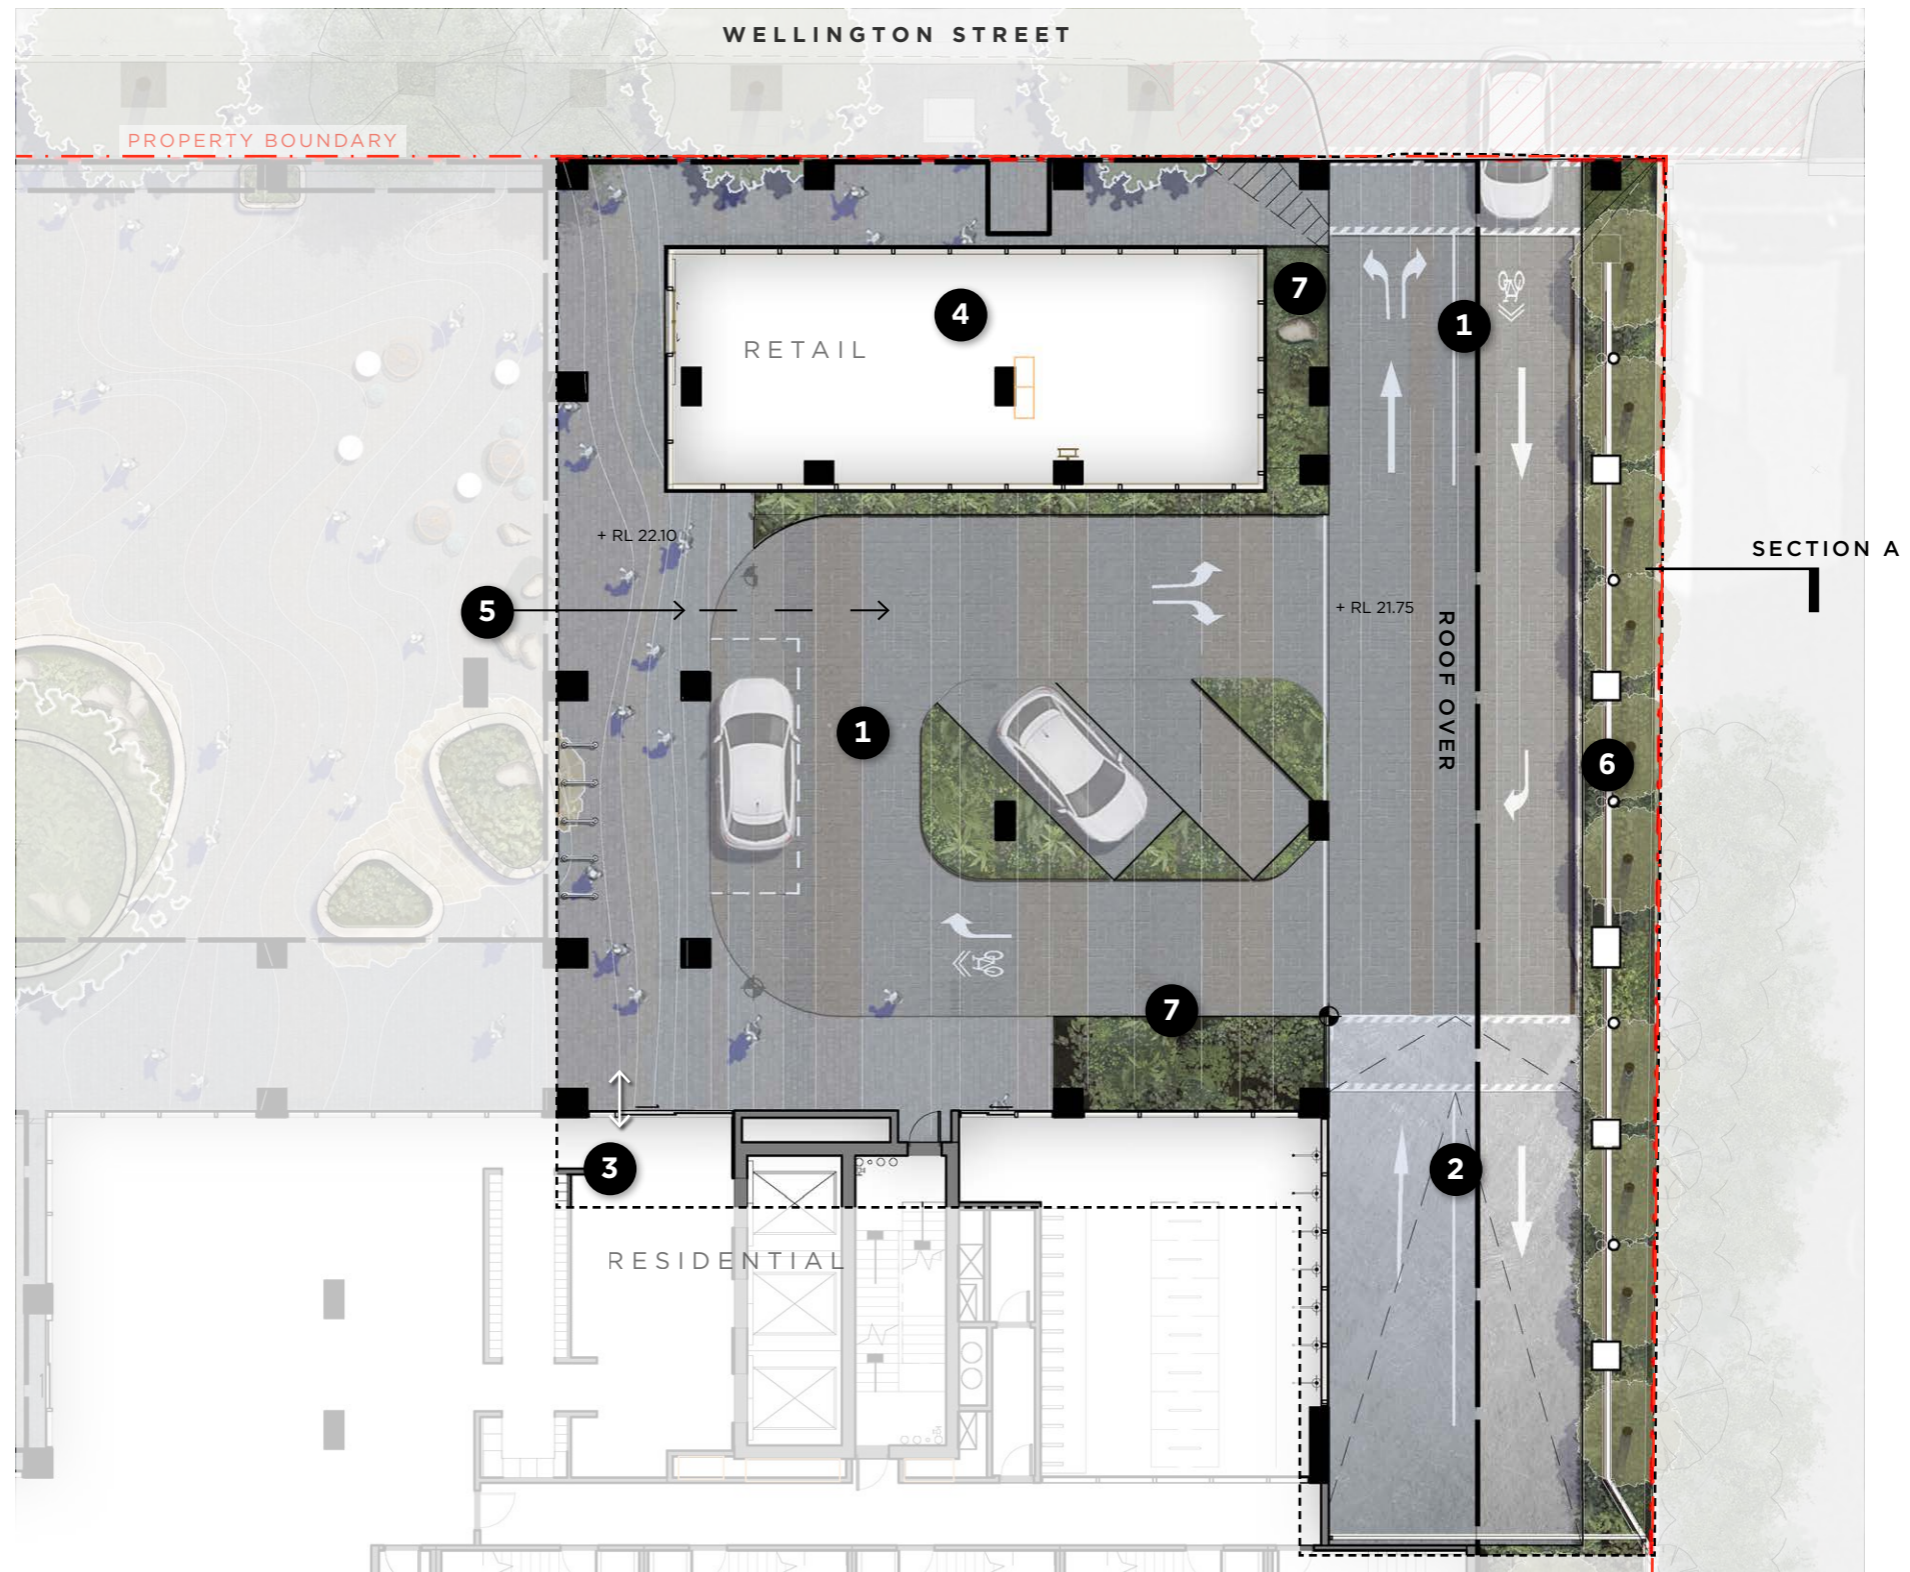 WELLINGTON STREET
PROPERTY BOUNDARY
7
4
1
RETAIL
+ RL 22.10
SECTION A
5
+ RL 21.75
ROOF OVER
1
6
7
3
2
RESIDENTIAL